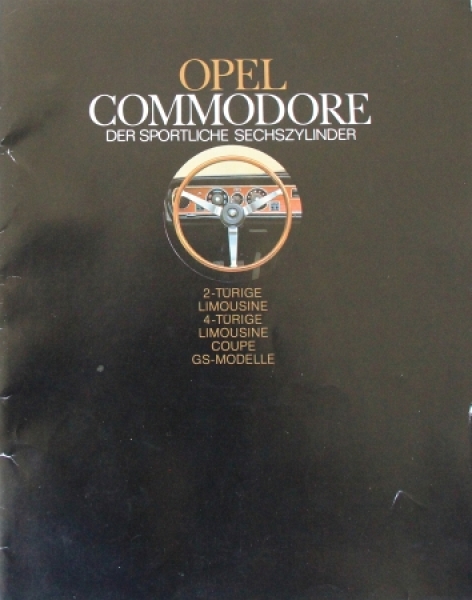 OPEL
COMMODORE
DER SPORTLICHE SECHSZYLINDER
2-TÜRIGE
LIMOUSINE
4-TÜRIGE
LIMOUSINE
COUPE
GS-MODELLE